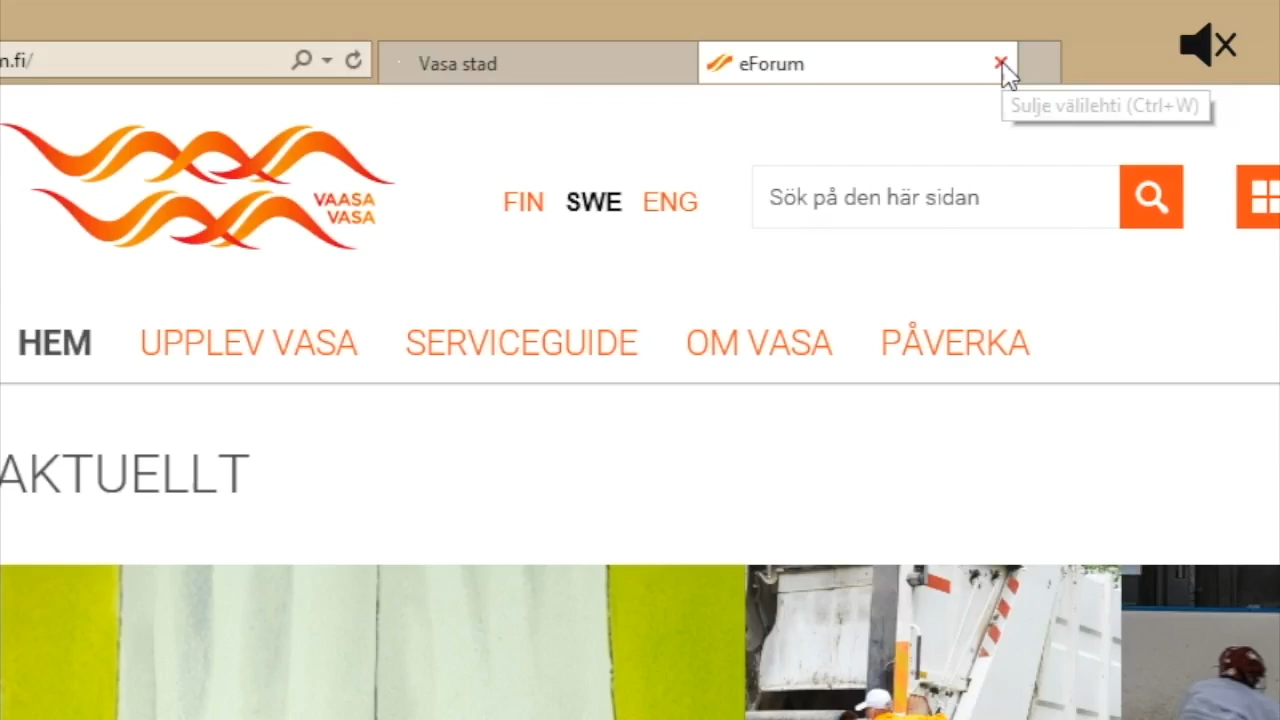 m.fi/
Vasa stad
eForum
Sulje välilehti (Ctrl+W)
VAASA
VASA
FIN SWE ENG
Sök på den här sidan
HEM UPPLEV VASA SERVICEGUIDE OM VASA PÅVERKA
AKTUELLT